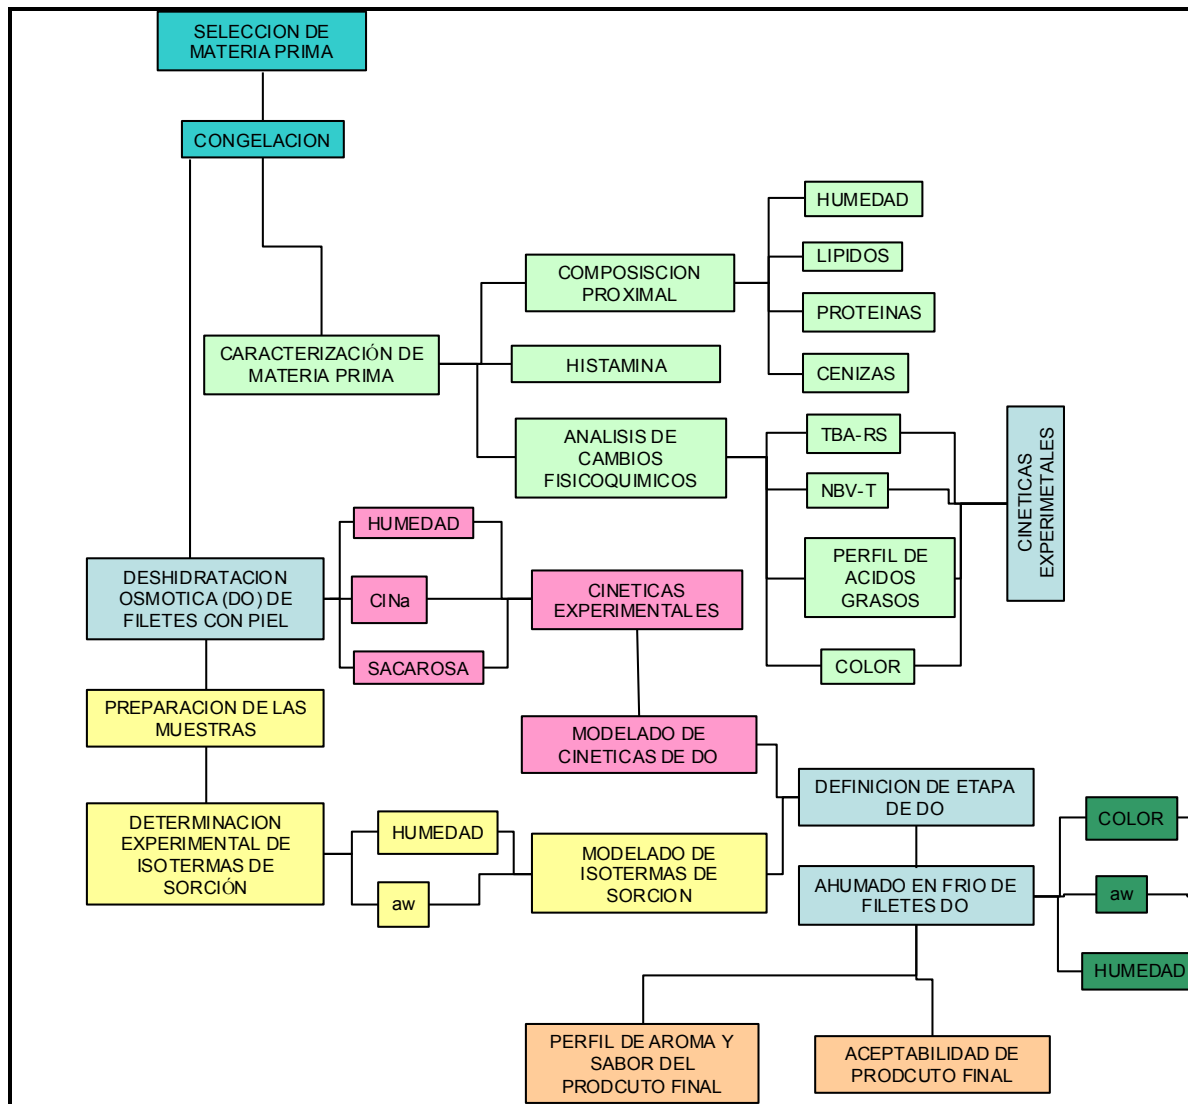 SELECCION DE
MATERIA PRIMA
CONGELACION
HUMEDAD
COMPOSISCION
PROXIMAL
LIPIDOS
PROTEINAS
CARACTERIZACIÓN DE
MATERIA PRIMA
HISTAMINA
CENIZAS
ANALISIS DE
CAMBIOS
FISICOQUIMICOS
TBA-RS
NBV-T
PERFIL DE
ACIDOS
GRASOS
COLOR
CINETICAS
EXPERIMETALES
HUMEDAD
DESHIDRATACION
OSMOTICA (DO) DE
FILETES CON PIEL
ClNa
SACAROSA
CINETICAS
EXPERIMENTALES
PREPARACION DE LAS
MUESTRAS
MODELADO DE
CINETICAS DE DO
DEFINICION DE ETAPA
DE DO
DETERMINACION
EXPERIMENTAL DE
ISOTERMAS DE
SORCIÓN
HUMEDAD
aw
MODELADO DE
ISOTERMAS DE
SORCION
AHUMADO EN FRIO DE
FILETES DO
COLOR
aw
HUMEDAD
PERFIL DE AROMA Y
SABOR DEL
PRODCUTO FINAL
ACEPTABILIDAD DE
PRODCUTO FINAL